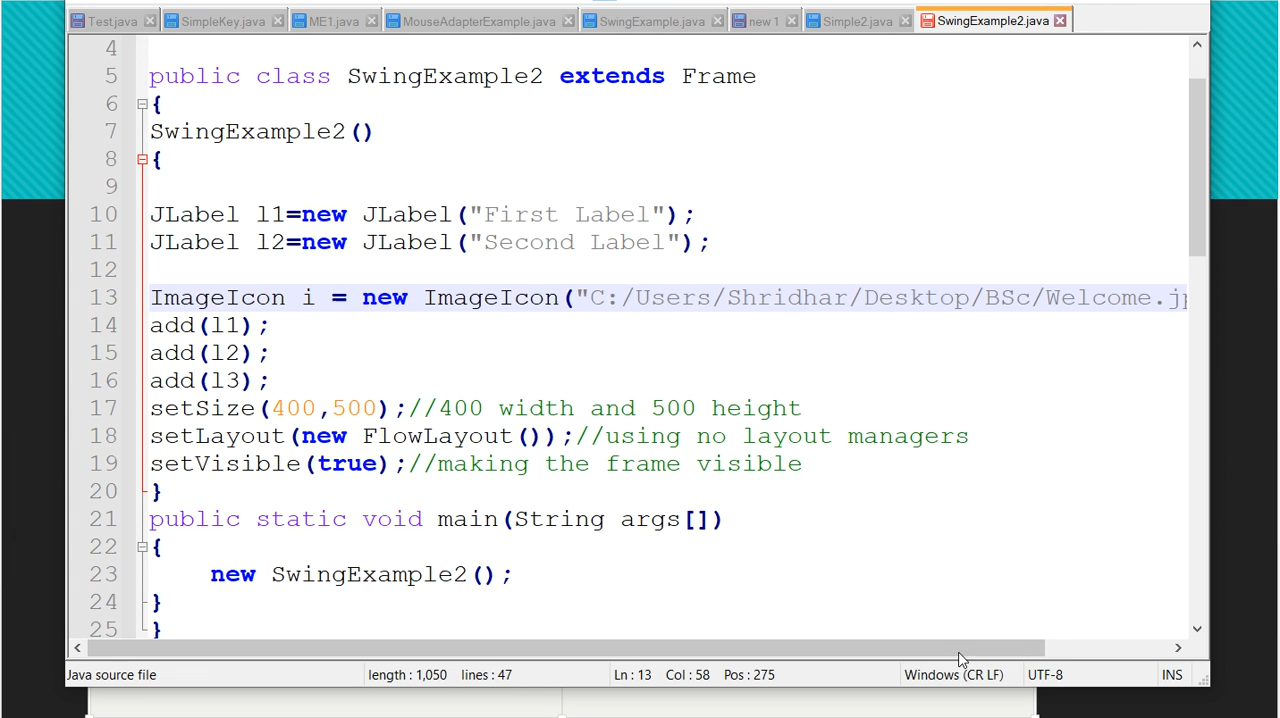 Test.java SimpleKey.java ME1.java MouseAdapterExample.java SwingExample.java new 1 Simple2.java SwingExample2.java
4
5 public class SwingExample2 extends Frame
6 {
7 SwingExample2()
8 {
9
10 JLabel l1=new JLabel("First Label");
11 JLabel l2=new JLabel("Second Label");
12
13 ImageIcon i = new ImageIcon("C:/Users/Shridhar/Desktop/BSc/Welcome.jp
14 add(l1);
15 add(l2);
16 add(l3);
17 setSize(400,500);//400 width and 500 height
18 setLayout(new FlowLayout());//using no layout managers
19 setVisible(true);//making the frame visible
20 }
21 public static void main(String args[])
22 {
23 new SwingExample2();
24 }
25 }
Java source file length : 1,050 lines : 47 Ln : 13 Col : 58 Pos : 275 Windows (CR LF) UTF-8 INS